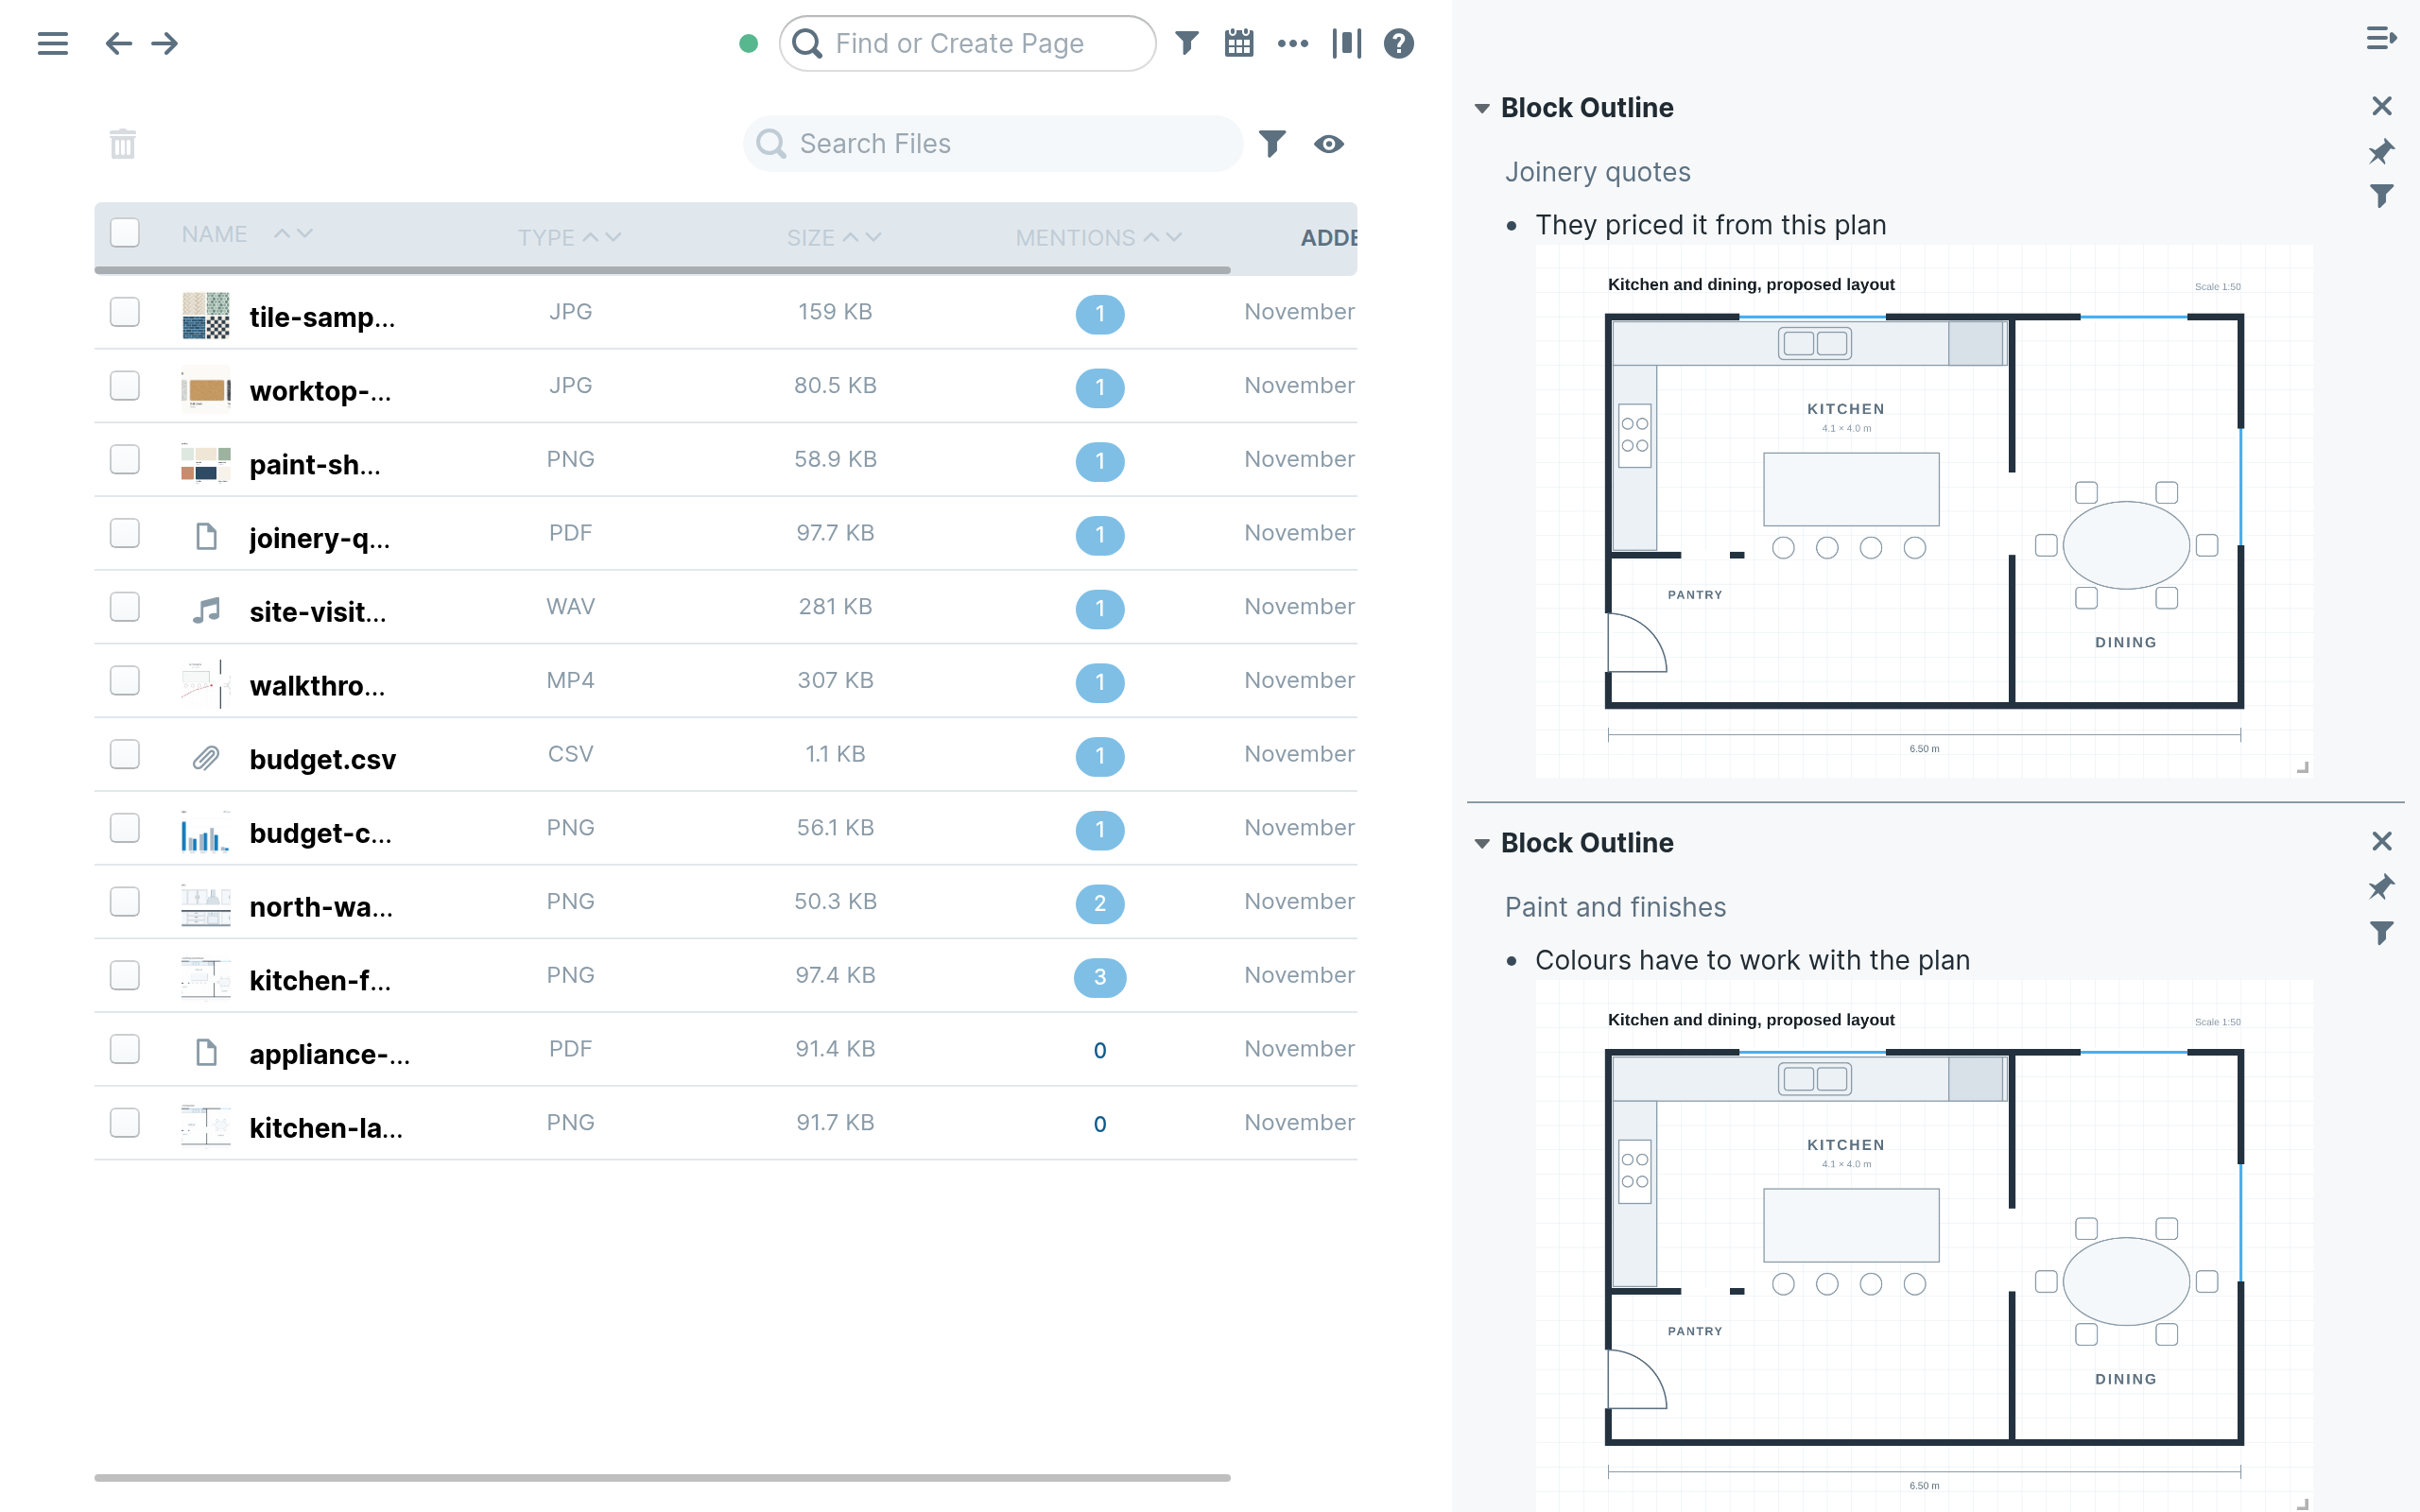 Find or Create Page
Search Files
NAME TYPE SIZE MENTIONS ADDE
tile-samp... JPG 159 KB 1 November
worktop-... JPG 80.5 KB 1 November
paint-sh... PNG 58.9 KB 1 November
joinery-q... PDF 97.7 KB 1 November
site-visit... WAV 281 KB 1 November
walkthro... MP4 307 KB 1 November
budget.csv CSV 1.1 KB 1 November
budget-c... PNG 56.1 KB 1 November
north-wa... PNG 50.3 KB 2 November
kitchen-f... PNG 97.4 KB 3 November
appliance-... PDF 91.4 KB 0 November
kitchen-la... PNG 91.7 KB 0 November
Block Outline
Joinery quotes
They priced it from this plan
Kitchen and dining, proposed layout
Scale 1:50
KITCHEN
4.1 × 4.0 m
PANTRY
DINING
6.50 m
Block Outline
Paint and finishes
Colours have to work with the plan
Kitchen and dining, proposed layout
Scale 1:50
KITCHEN
4.1 × 4.0 m
PANTRY
DINING
6.50 m